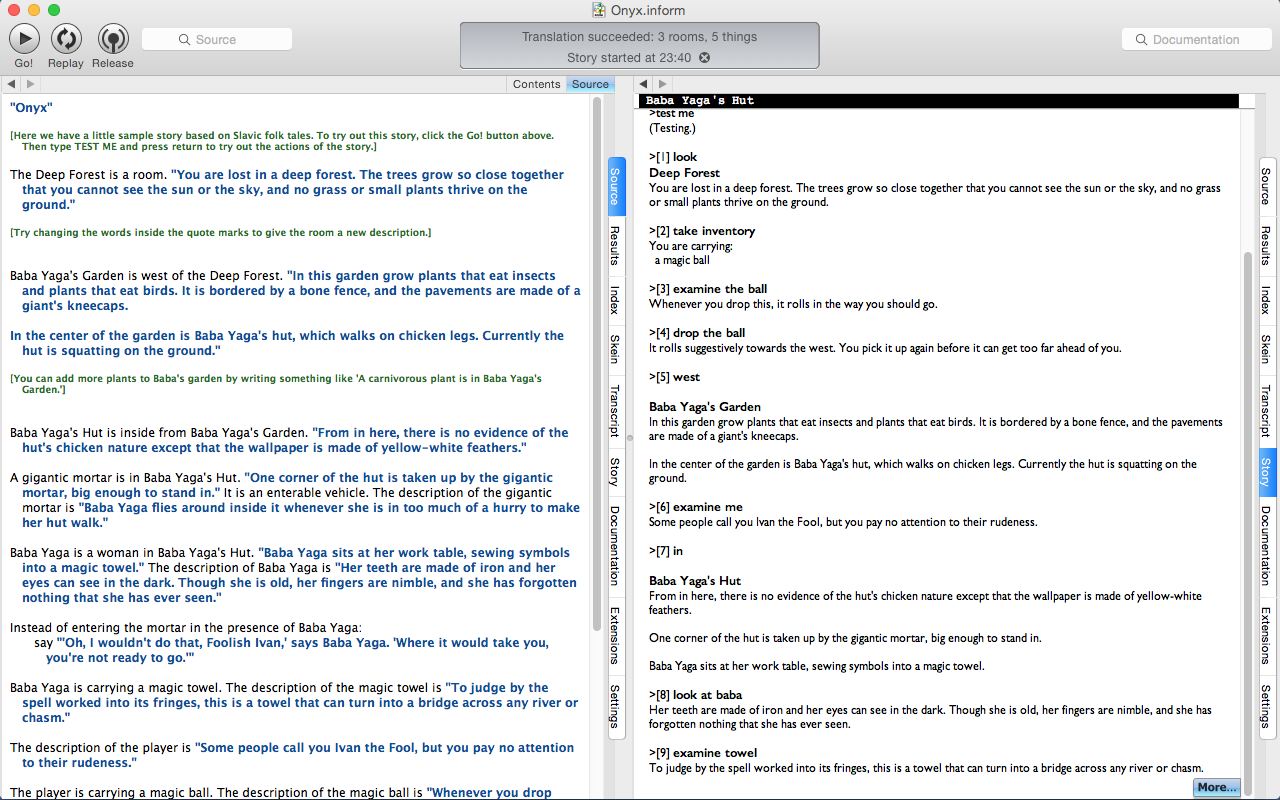 Onyx.inform
Go!
Replay
Release
Source
Translation succeeded: 3 rooms, 5 things
Story started at 23:40
Documentation
Contents
Source
"Onyx"
[Here we have a little sample story based on Slavic folk tales. To try out this story, click the Go! button above.
Then type TEST ME and press return to try out the actions of the story.]
The Deep Forest is a room. "You are lost in a deep forest. The trees grow so close together
that you cannot see the sun or the sky, and no grass or small plants thrive on the
ground."
[Try changing the words inside the quote marks to give the room a new description.]
Baba Yaga's Garden is west of the Deep Forest. "In this garden grow plants that eat insects
and plants that eat birds. It is bordered by a bone fence, and the pavements are made of a
giant's kneecaps.
In the center of the garden is Baba Yaga's hut, which walks on chicken legs. Currently the
hut is squatting on the ground."
[You can add more plants to Baba's garden by writing something like 'A carnivorous plant is in Baba Yaga's
Garden.']
Baba Yaga's Hut is inside from Baba Yaga's Garden. "From in here, there is no evidence of the
hut's chicken nature except that the wallpaper is made of yellow-white feathers."
A gigantic mortar is in Baba Yaga's Hut. "One corner of the hut is taken up by the gigantic
mortar, big enough to stand in." It is an enterable vehicle. The description of the gigantic
mortar is "Baba Yaga flies around inside it whenever she is in too much of a hurry to make
her hut walk."
Baba Yaga is a woman in Baba Yaga's Hut. "Baba Yaga sits at her work table, sewing symbols
into a magic towel." The description of Baba Yaga is "Her teeth are made of iron and her
eyes can see in the dark. Though she is old, her fingers are nimble, and she has forgotten
nothing that she has ever seen."
Instead of entering the mortar in the presence of Baba Yaga:
say "'Oh, I wouldn't do that, Foolish Ivan,' says Baba Yaga. 'Where it would take you,
you're not ready to go.'"
Baba Yaga is carrying a magic towel. The description of the magic towel is "To judge by the
spell worked into its fringes, this is a towel that can turn into a bridge across any river or
chasm."
The description of the player is "Some people call you Ivan the Fool, but you pay no attention
to their rudeness."
The player is carrying a magic ball. The description of the magic ball is "Whenever you drop
Source
Results
Index
Skein
Transcript
Story
Documentation
Extensions
Settings
Baba Yaga's Hut
>test me
(Testing.)
>[1] look
Deep Forest
You are lost in a deep forest. The trees grow so close together that you cannot see the sun or the sky, and no grass
or small plants thrive on the ground.
>[2] take inventory
You are carrying:
a magic ball
>[3] examine the ball
Whenever you drop this, it rolls in the way you should go.
>[4] drop the ball
It rolls suggestively towards the west. You pick it up again before it can get too far ahead of you.
>[5] west
Baba Yaga's Garden
In this garden grow plants that eat insects and plants that eat birds. It is bordered by a bone fence, and the pavements
are made of a giant's kneecaps.
In the center of the garden is Baba Yaga's hut, which walks on chicken legs. Currently the hut is squatting on the
ground.
>[6] examine me
Some people call you Ivan the Fool, but you pay no attention to their rudeness.
>[7] in
Baba Yaga's Hut
From in here, there is no evidence of the hut's chicken nature except that the wallpaper is made of yellow-white
feathers.
One corner of the hut is taken up by the gigantic mortar, big enough to stand in.
Baba Yaga sits at her work table, sewing symbols into a magic towel.
>[8] look at baba
Her teeth are made of iron and her eyes can see in the dark. Though she is old, her fingers are nimble, and she has
forgotten nothing that she has ever seen.
>[9] examine towel
To judge by the spell worked into its fringes, this is a towel that can turn into a bridge across any river or chasm.
More...
Source
Results
Index
Skein
Transcript
Story
Documentation
Extensions
Settings